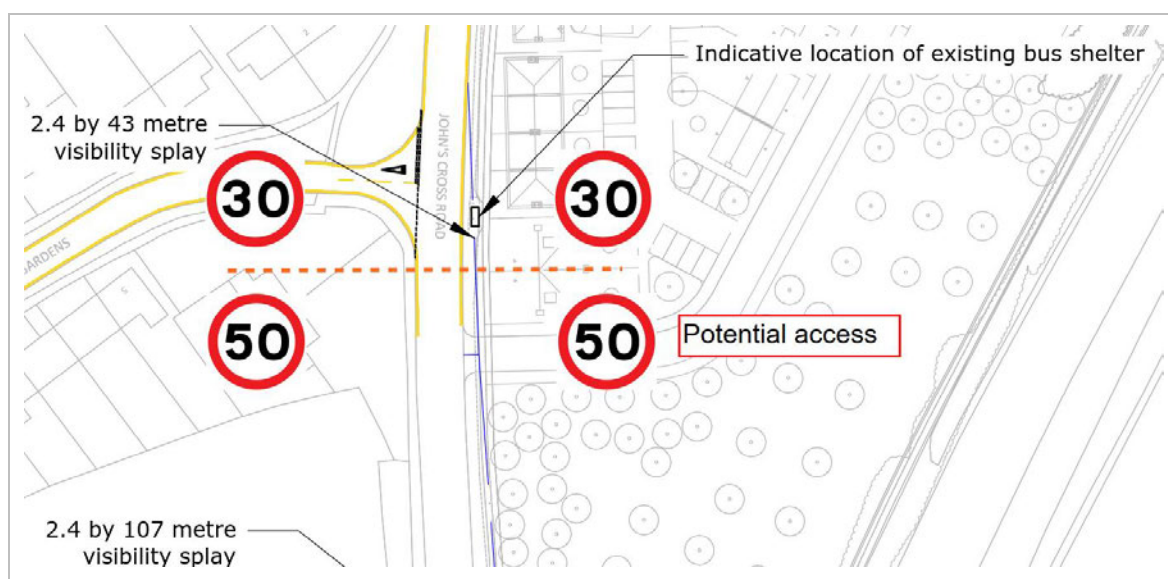 Indicative location of existing bus shelter
2.4 by 43 metre
visibility splay
JOHN'S CROSS ROAD
30
30
GARDENS
50
50
Potential access
2.4 by 107 metre
visibility splay